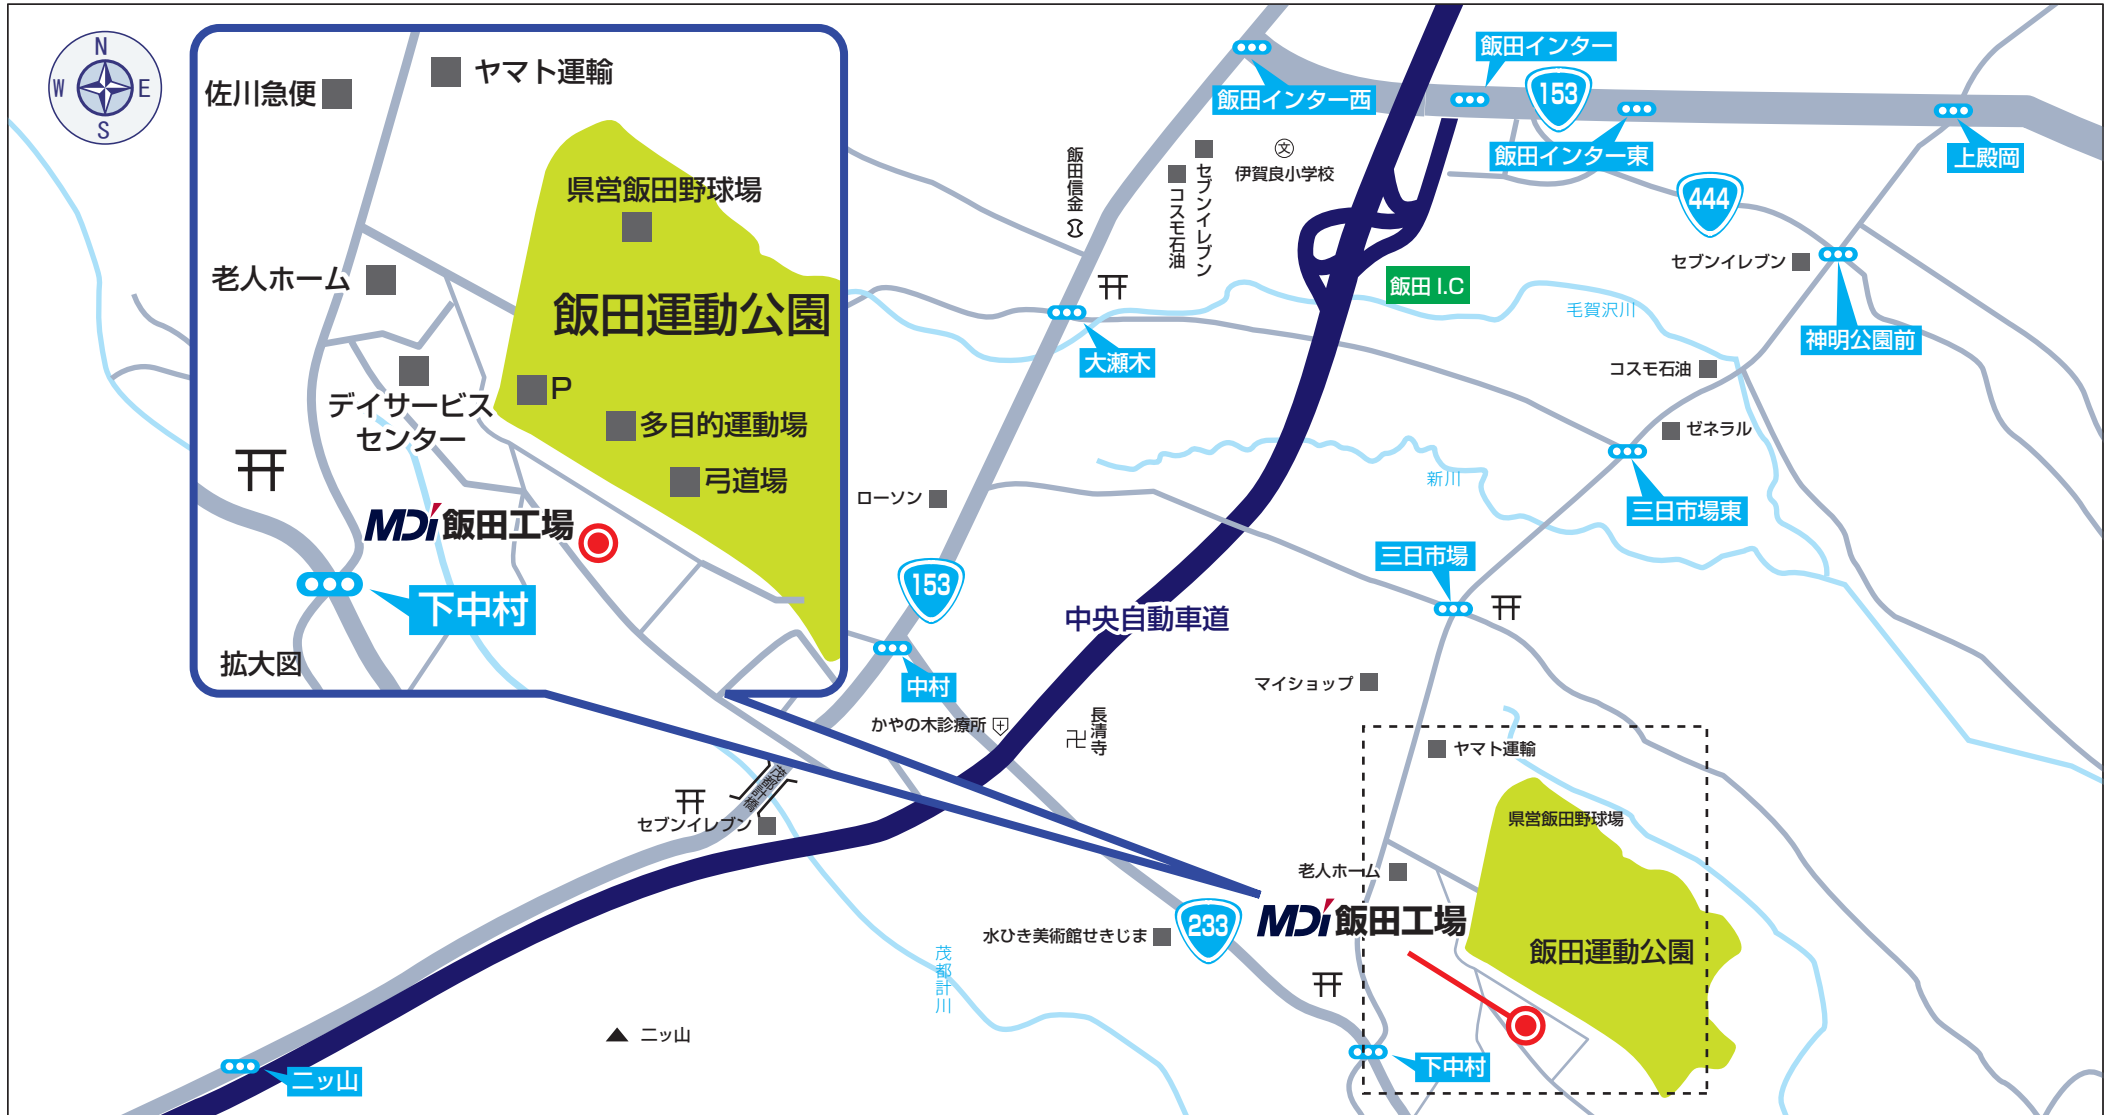 N
W
E
S
佐川急便
ヤマト運輸
県営飯田野球場
老人ホーム
飯田運動公園
P
デイサービス
センター
多目的運動場
弓道場
MDi 飯田工場
下中村
拡大図
飯田インター西
飯田インター
153
飯田インター東
上殿岡
飯田信金
セブンイレブン
コスモ石油
文
伊賀良小学校
444
セブンイレブン
飯田 I.C
毛賀沢川
神明公園前
大瀬木
コスモ石油
ゼネラル
新川
三日市場東
ローソン
三日市場
153
中央自動車道
中村
マイショップ
かやの木診療所
長清寺
卍
茂都計橋
セブンイレブン
ヤマト運輸
県営飯田野球場
老人ホーム
MDi 飯田工場
233
水ひき美術館せきじま
飯田運動公園
茂都計川
二ッ山
下中村
二ッ山